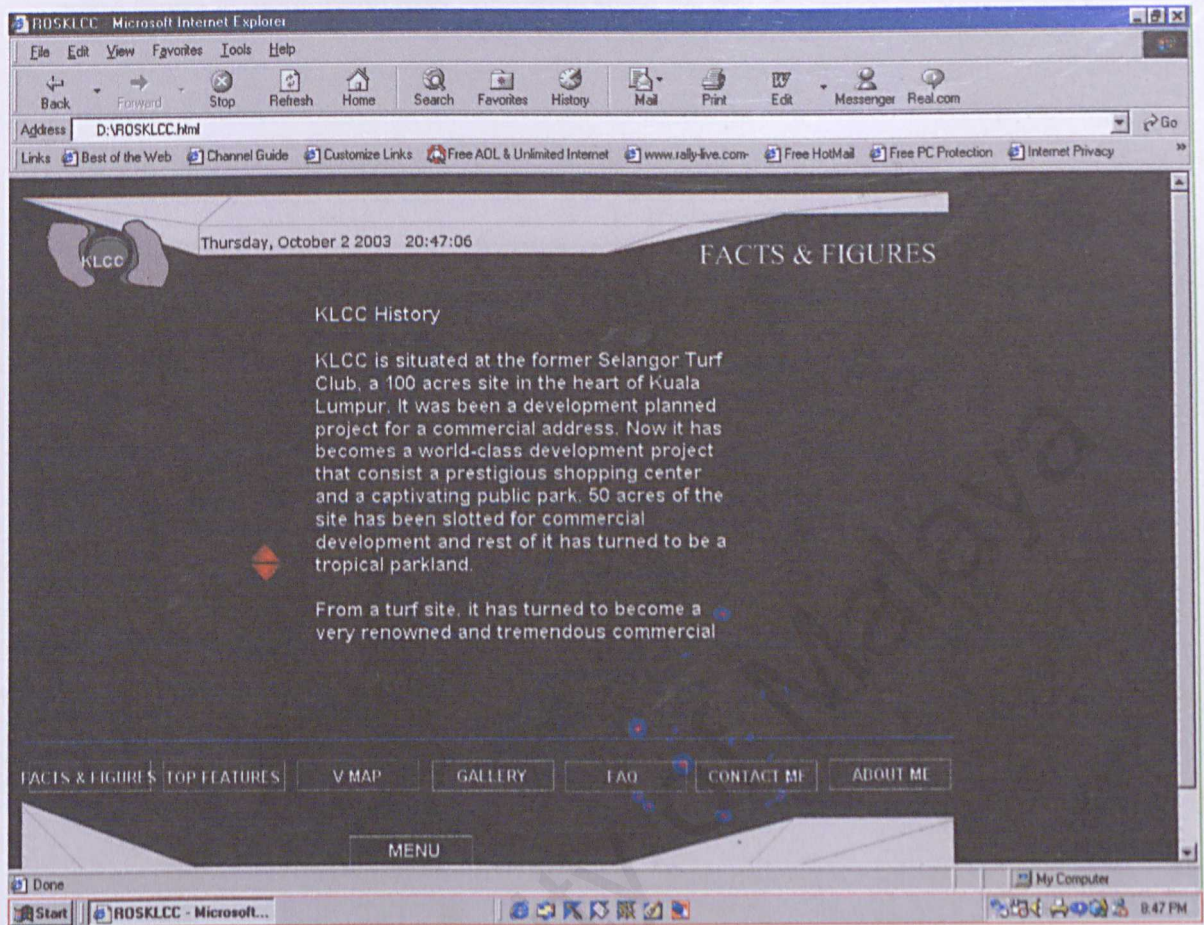 ROSKLCC - Microsoft Internet Explorer
File Edit View Favorites Tools Help
Back Forward Stop Refresh Home Search Favorites History Mail Print Edit Messenger Real.com
Address D:\ROSKLCC.html Go
Links Best of the Web Channel Guide Customize Links Free AOL & Unlimited Internet www.rally-live.com- Free HotMail Free PC Protection Internet Privacy »
KLCC
Thursday, October 2 2003 20:47:06
FACTS & FIGURES
KLCC History
KLCC is situated at the former Selangor Turf
Club, a 100 acres site in the heart of Kuala
Lumpur. It was been a development planned
project for a commercial address. Now it has
becomes a world-class development project
that consist a prestigious shopping center
and a captivating public park. 50 acres of the
site has been slotted for commercial
development and rest of it has turned to be a
tropical parkland.
From a turf site, it has turned to become a
very renowned and tremendous commercial
FACTS & FIGURES TOP FEATURES V MAP GALLERY FAQ CONTACT ME ABOUT ME
MENU
Done My Computer
Start ROSKLCC - Microsoft... 8:47 PM
Malaya